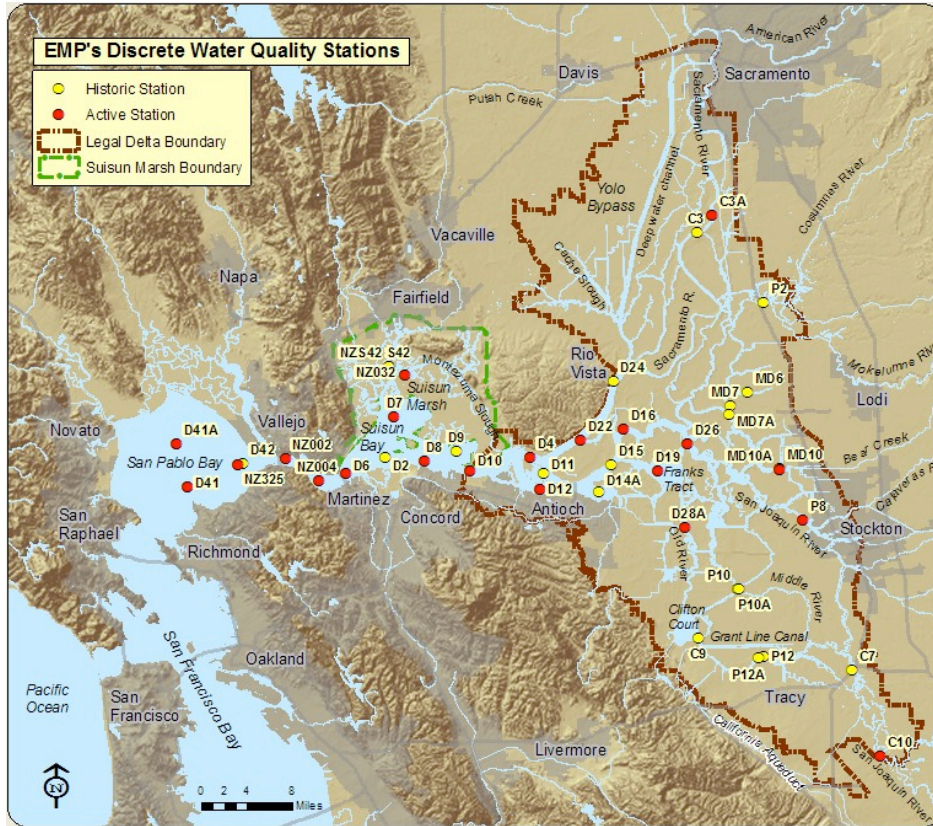 EMP's Discrete Water Quality Stations
Historic Station
Active Station
Legal Delta Boundary
Suisun Marsh Boundary
American River
Davis
Sacramento
Putah Creek
Sacramento River
Deep water channel
Yolo
Bypass
C3A
C3
Cosumnes River
Vacaville
Napa
Cache Slough
P2
Fairfield
Sacramento R.
NZS42
S42
NZ032
Montezuma Slough
Suisun
Marsh
Rio
Vista
D24
Mokelumne River
MD6
MD7
MD7A
Lodi
D7
Suisun
Bay
Novato
D41A
Vallejo
D42
NZ002
D8
D9
D4
D22
D16
D26
San Pablo Bay
NZ325
NZ004
D6
D2
D10
D11
D15
D19
MD10A
MD10
Bear Creek
D41
Martinez
D12
D14A
Franks
Tract
Concord
Antioch
San
Raphael
Richmond
D28A
San Joaquin River
P8
Stockton
Old River
P10
P10A
Middle
River
Clifton
Court
Grant Line Canal
C9
P12
P12A
C7
Oakland
San Francisco Bay
Pacific
Ocean
San
Francisco
Tracy
Livermore
California Aqueduct
C10
San Joaquin River
N
0
2
4
8
Miles